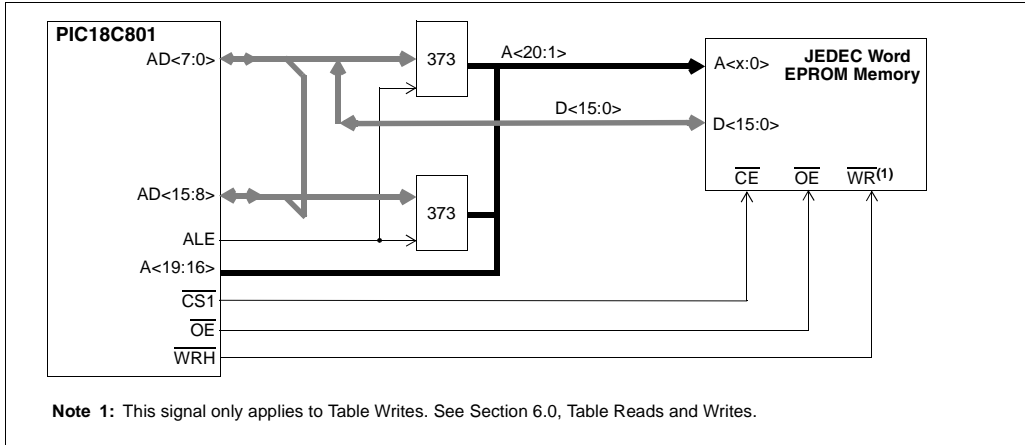 PIC18C801
AD<7:0>
373
A<20:1>
JEDEC Word
EPROM Memory
A<x:0>
D<15:0>
D<15:0>
CE
OE
WR(1)
AD<15:8>
373
ALE
A<19:16>
CS1
OE
WRH
Note 1: This signal only applies to Table Writes. See Section 6.0, Table Reads and Writes.